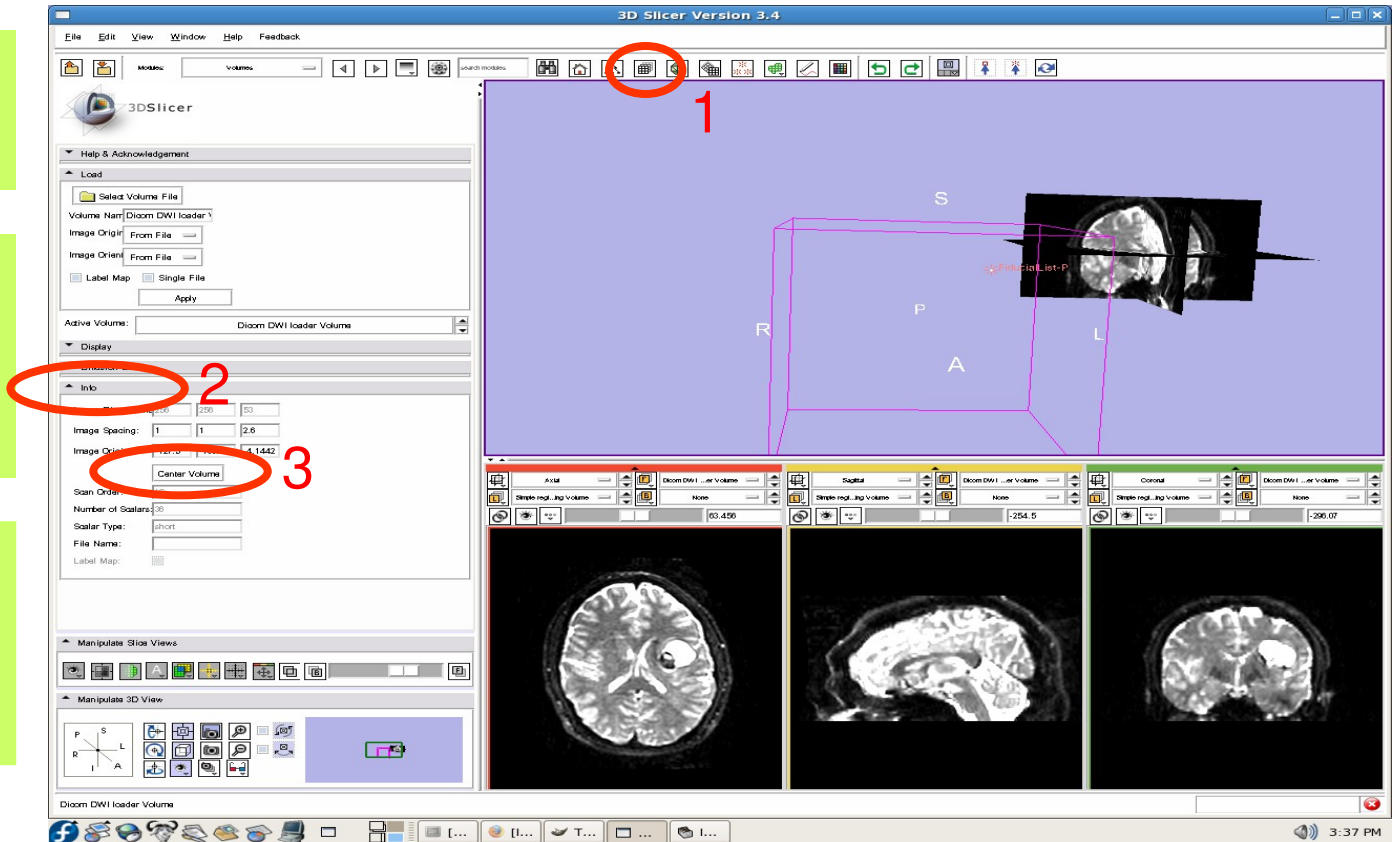 3D Slicer Version 3.4
File Edit View Window Help Feedback
Modules: Volumes search modules
1
3DSlicer
Help & Acknowledgement
Load
Select Volume File
Volume Nam Dicom DWI loader V
Image Origin From File
Image Orient From File
Label Map Single File
Apply
Active Volume: Dicom DWI loader Volume
Display
Info
2
256 53
Image Spacing: 1 1 2.6
4.1442
Center Volume
3
Scan Order:
Number of Scalars: 36
Scalar Type: short
File Name:
Label Map:
Manipulate Slice Views
Manipulate 3D View
P S
R L
I A
S
FiducialList-P
P
R L
A
Axial Dicom DWI ...er Volume
Simple regi...ing Volume None
63.456
Sagittal Dicom DWI ...er Volume
Simple regi...ing Volume None
-254.5
Coronal Dicom DWI ...er Volume
Simple regi...ing Volume None
-296.07
Dicom DWI loader Volume
[... [I... T... ... I... 3:37 PM